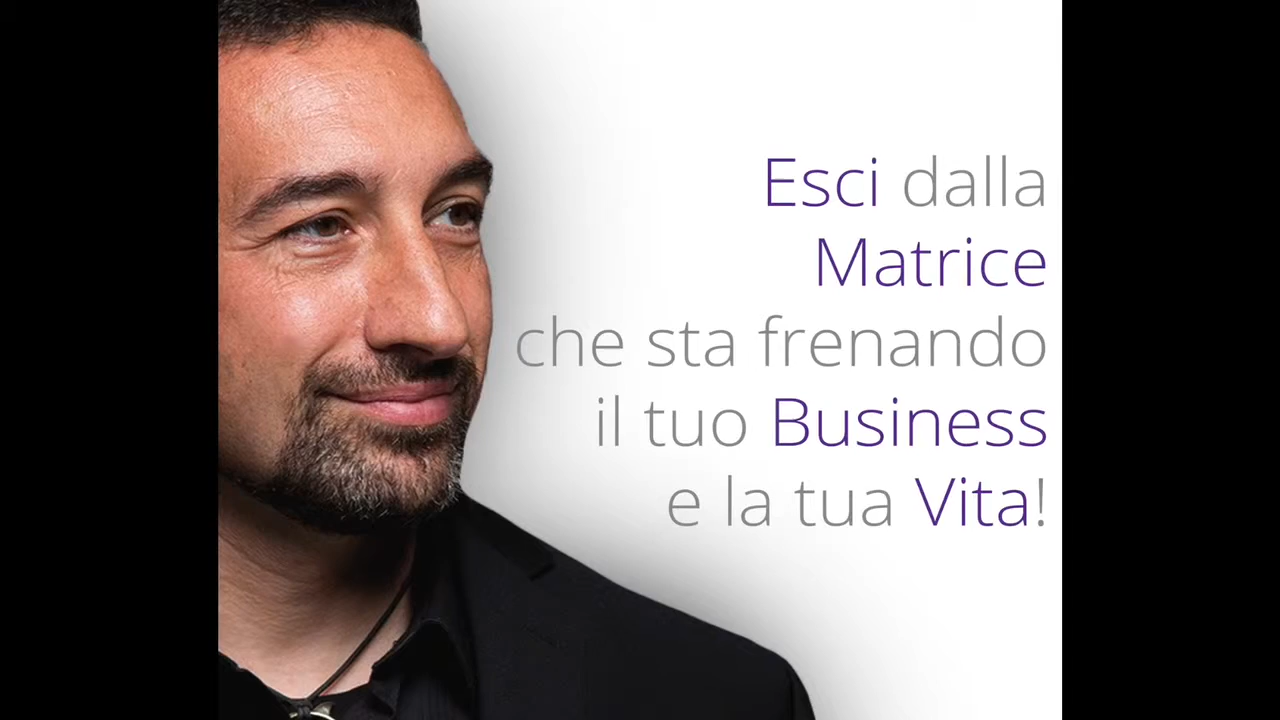 Esci dalla
Matrice
che sta frenando
il tuo Business
e la tua Vita!